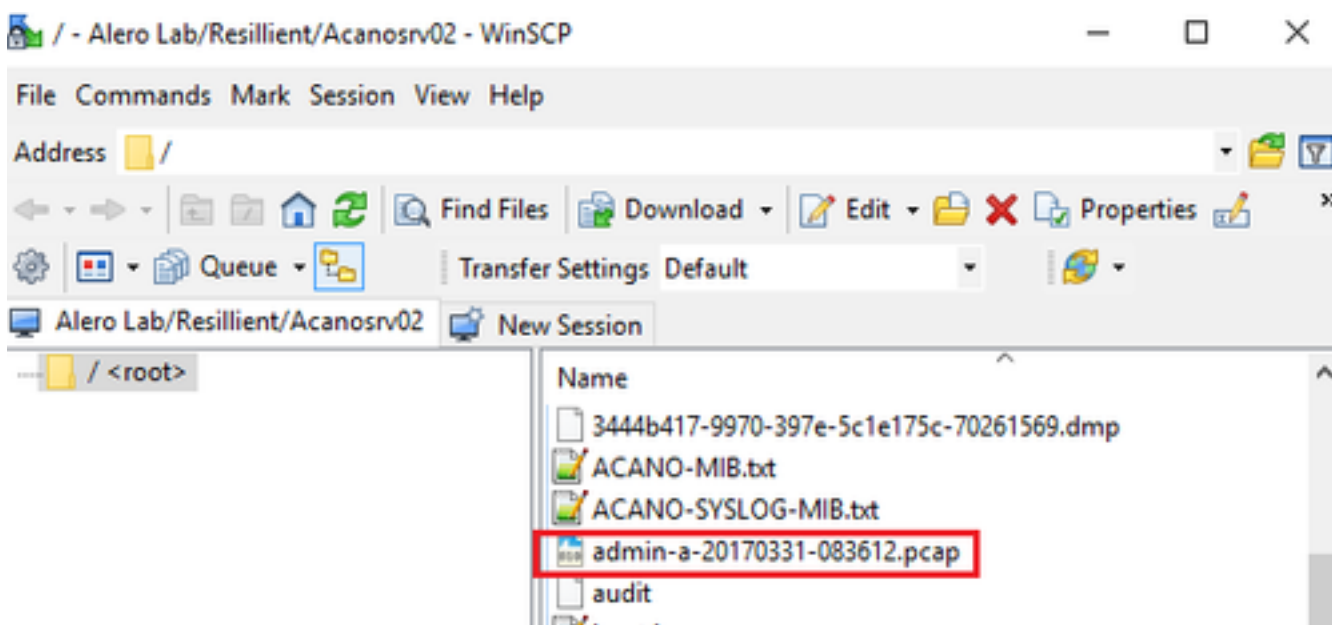 / - Alero Lab/Resillient/Acanosrv02 - WinSCP
File Commands Mark Session View Help
Address /
Find Files Download Edit Properties
Queue Transfer Settings Default
Alero Lab/Resillient/Acanosrv02 New Session
/ <root>
Name
3444b417-9970-397e-5c1e175c-70261569.dmp
ACANO-MIB.txt
ACANO-SYSLOG-MIB.txt
admin-a-20170331-083612.pcap
audit